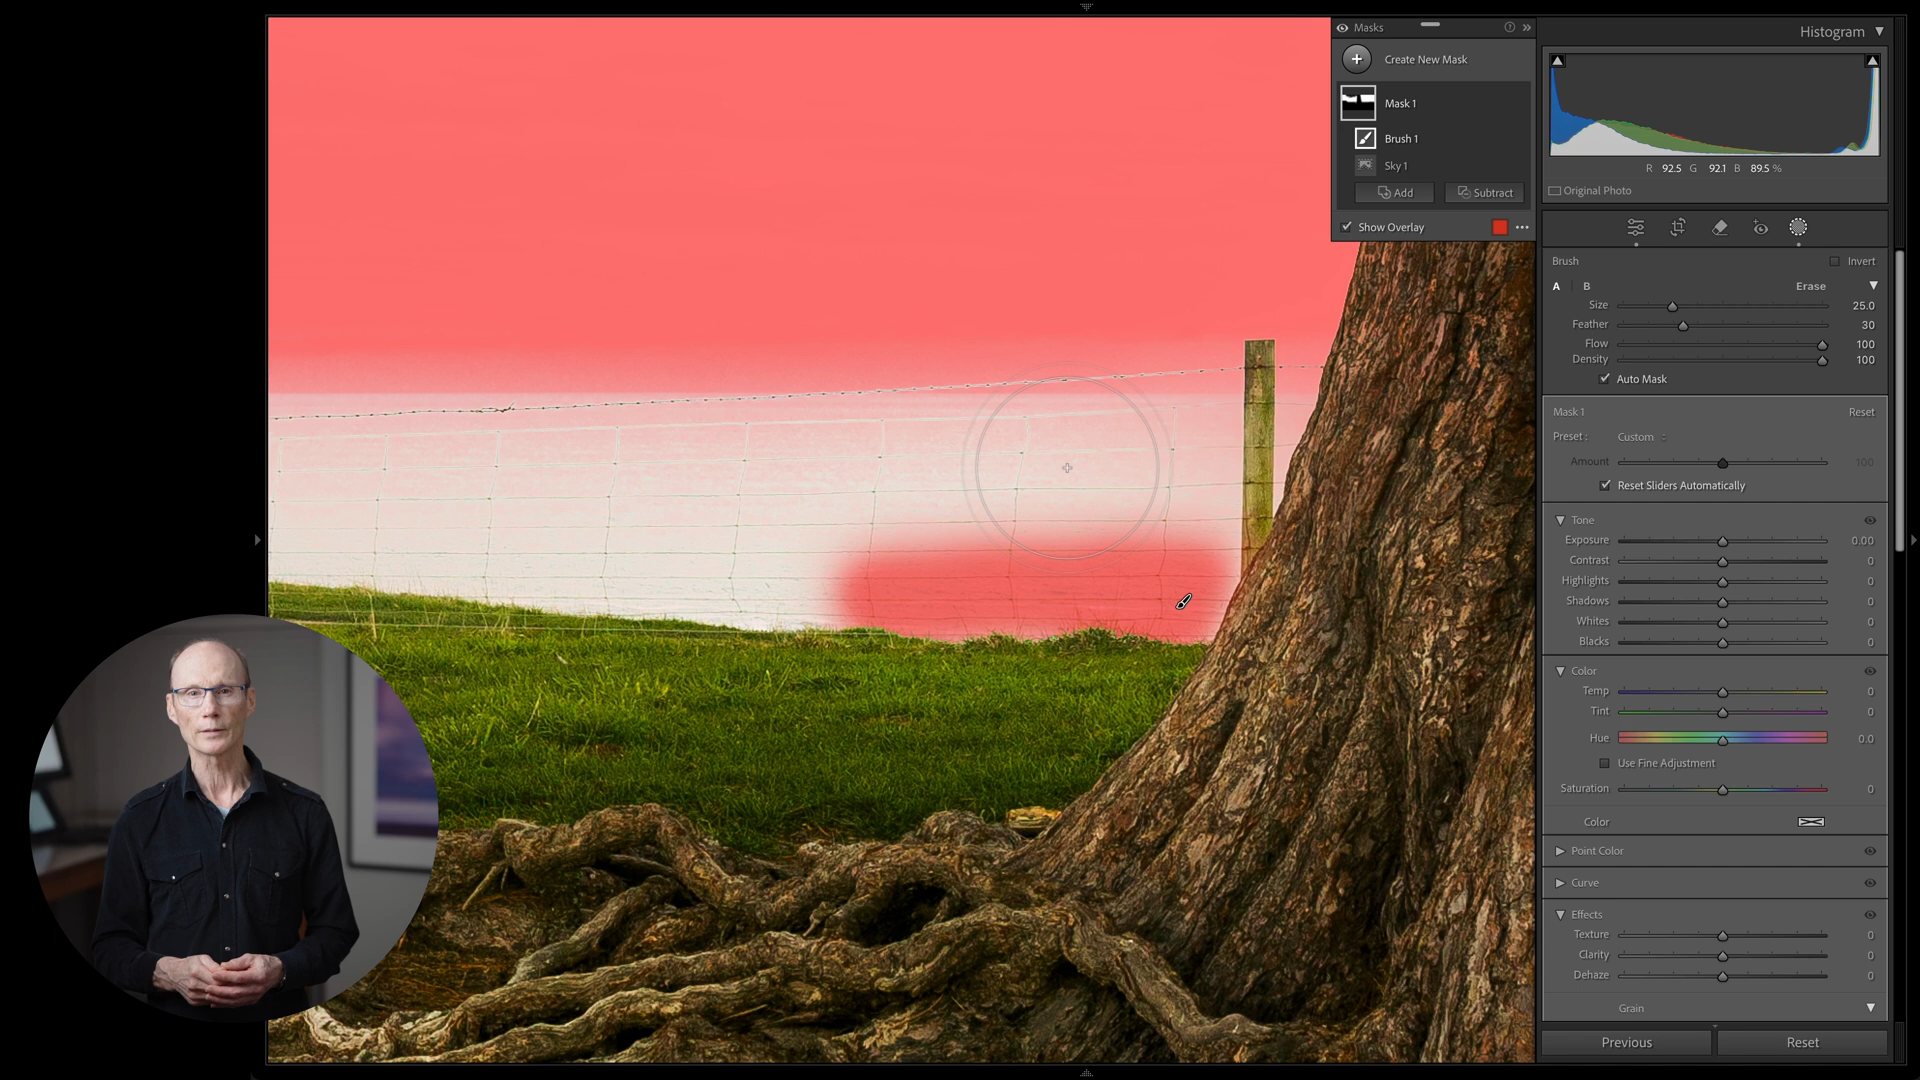 Masks
Create New Mask
Mask 1
Brush 1
Sky 1
Add Subtract
Show Overlay
Histogram
R 92.5 G 92.1 B 89.5 %
Original Photo
Brush Invert
A B Erase
Size 25.0
Feather 30
Flow 100
Density 100
Auto Mask
Mask 1 Reset
Preset : Custom
Amount 100
Reset Sliders Automatically
Tone
Exposure 0.00
Contrast 0
Highlights 0
Shadows 0
Whites 0
Blacks 0
Color
Temp 0
Tint 0
Hue 0.0
Use Fine Adjustment
Saturation 0
Color
Point Color
Curve
Effects
Texture 0
Clarity 0
Dehaze 0
Grain
Previous Reset